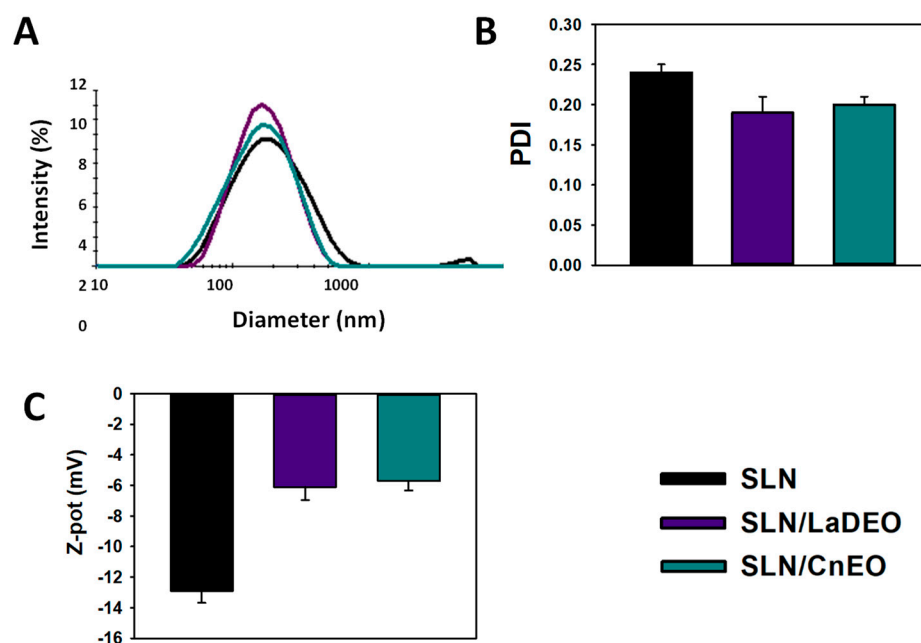 A
Intensity (%)
12
10
8
6
4
2
0
10
100
1000
Diameter (nm)
B
PDI
0.30
0.25
0.20
0.15
0.10
0.05
0.00
C
Z-pot (mV)
0
-2
-4
-6
-8
-10
-12
-14
-16
SLN
SLN/LaDEO
SLN/CnEO